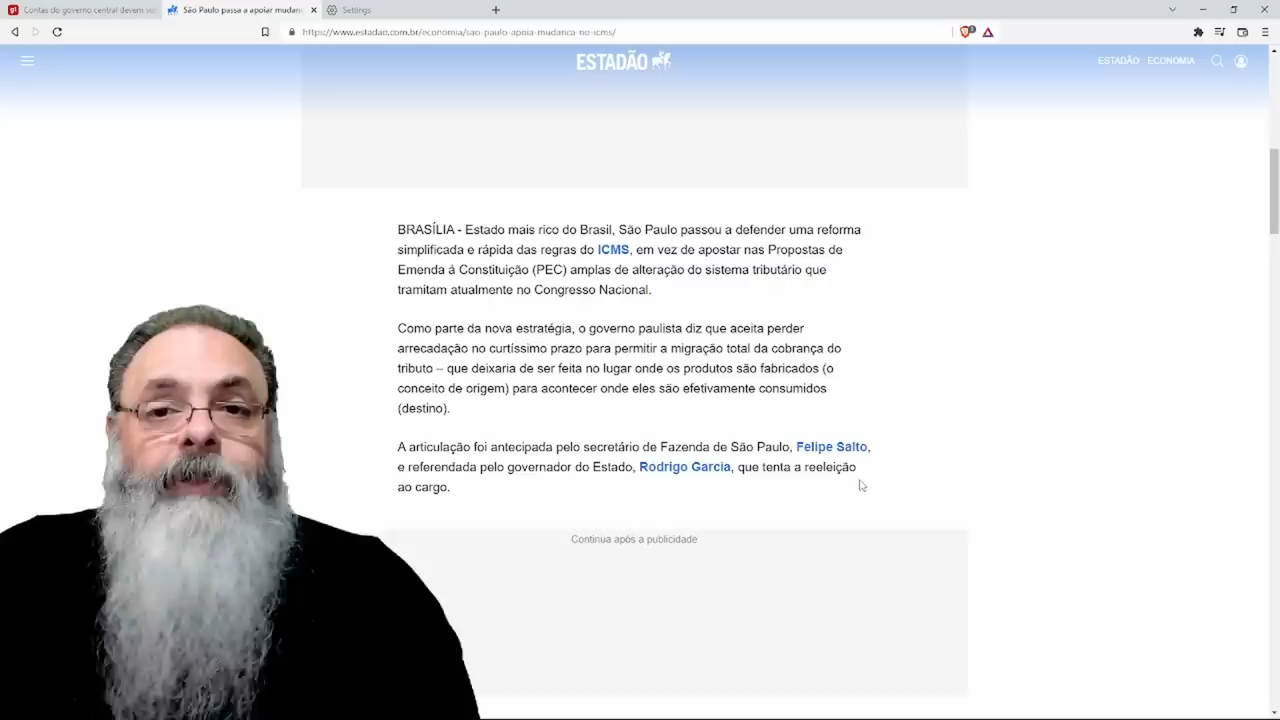 Contas do governo central devem so
São Paulo passa a apoiar mudan
Settings
https://www.estadao.com.br/economia/sao-paulo-apoia-mudanca-no-icms/
ESTADÃO
ESTADÃO ECONOMIA
BRASÍLIA - Estado mais rico do Brasil, São Paulo passou a defender uma reforma
simplificada e rápida das regras do ICMS, em vez de apostar nas Propostas de
Emenda à Constituição (PEC) amplas de alteração do sistema tributário que
tramitam atualmente no Congresso Nacional.
Como parte da nova estratégia, o governo paulista diz que aceita perder
arrecadação no curtíssimo prazo para permitir a migração total da cobrança do
tributo – que deixaria de ser feita no lugar onde os produtos são fabricados (o
conceito de origem) para acontecer onde eles são efetivamente consumidos
(destino).
A articulação foi antecipada pelo secretário de Fazenda de São Paulo, Felipe Salto,
e referendada pelo governador do Estado, Rodrigo Garcia, que tenta a reeleição
ao cargo.
Continua após a publicidade